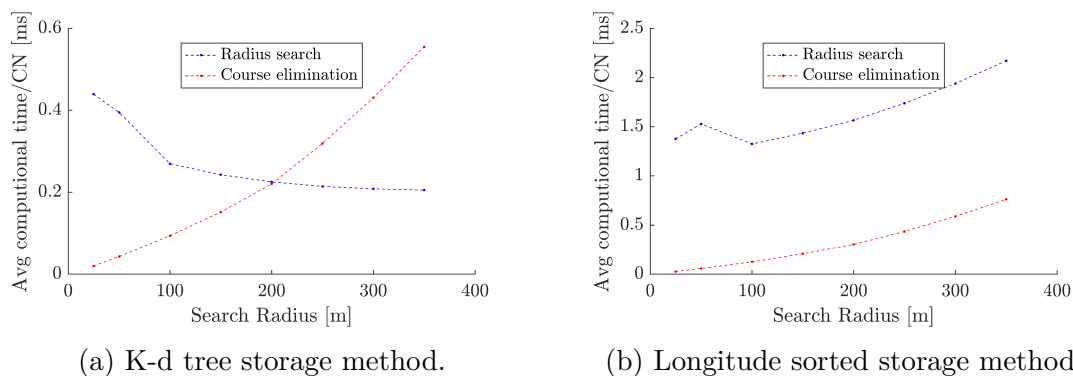 0.6
0.4
0.2
0
Avg computional time/CN [ms]
Radius search
Course elimination
0
100
200
300
400
Search Radius [m]
(a) K-d tree storage method.
2.5
2
1.5
1
0.5
0
Avg computional time/CN [ms]
Radius search
Course elimination
0
100
200
300
400
Search Radius [m]
(b) Longitude sorted storage method